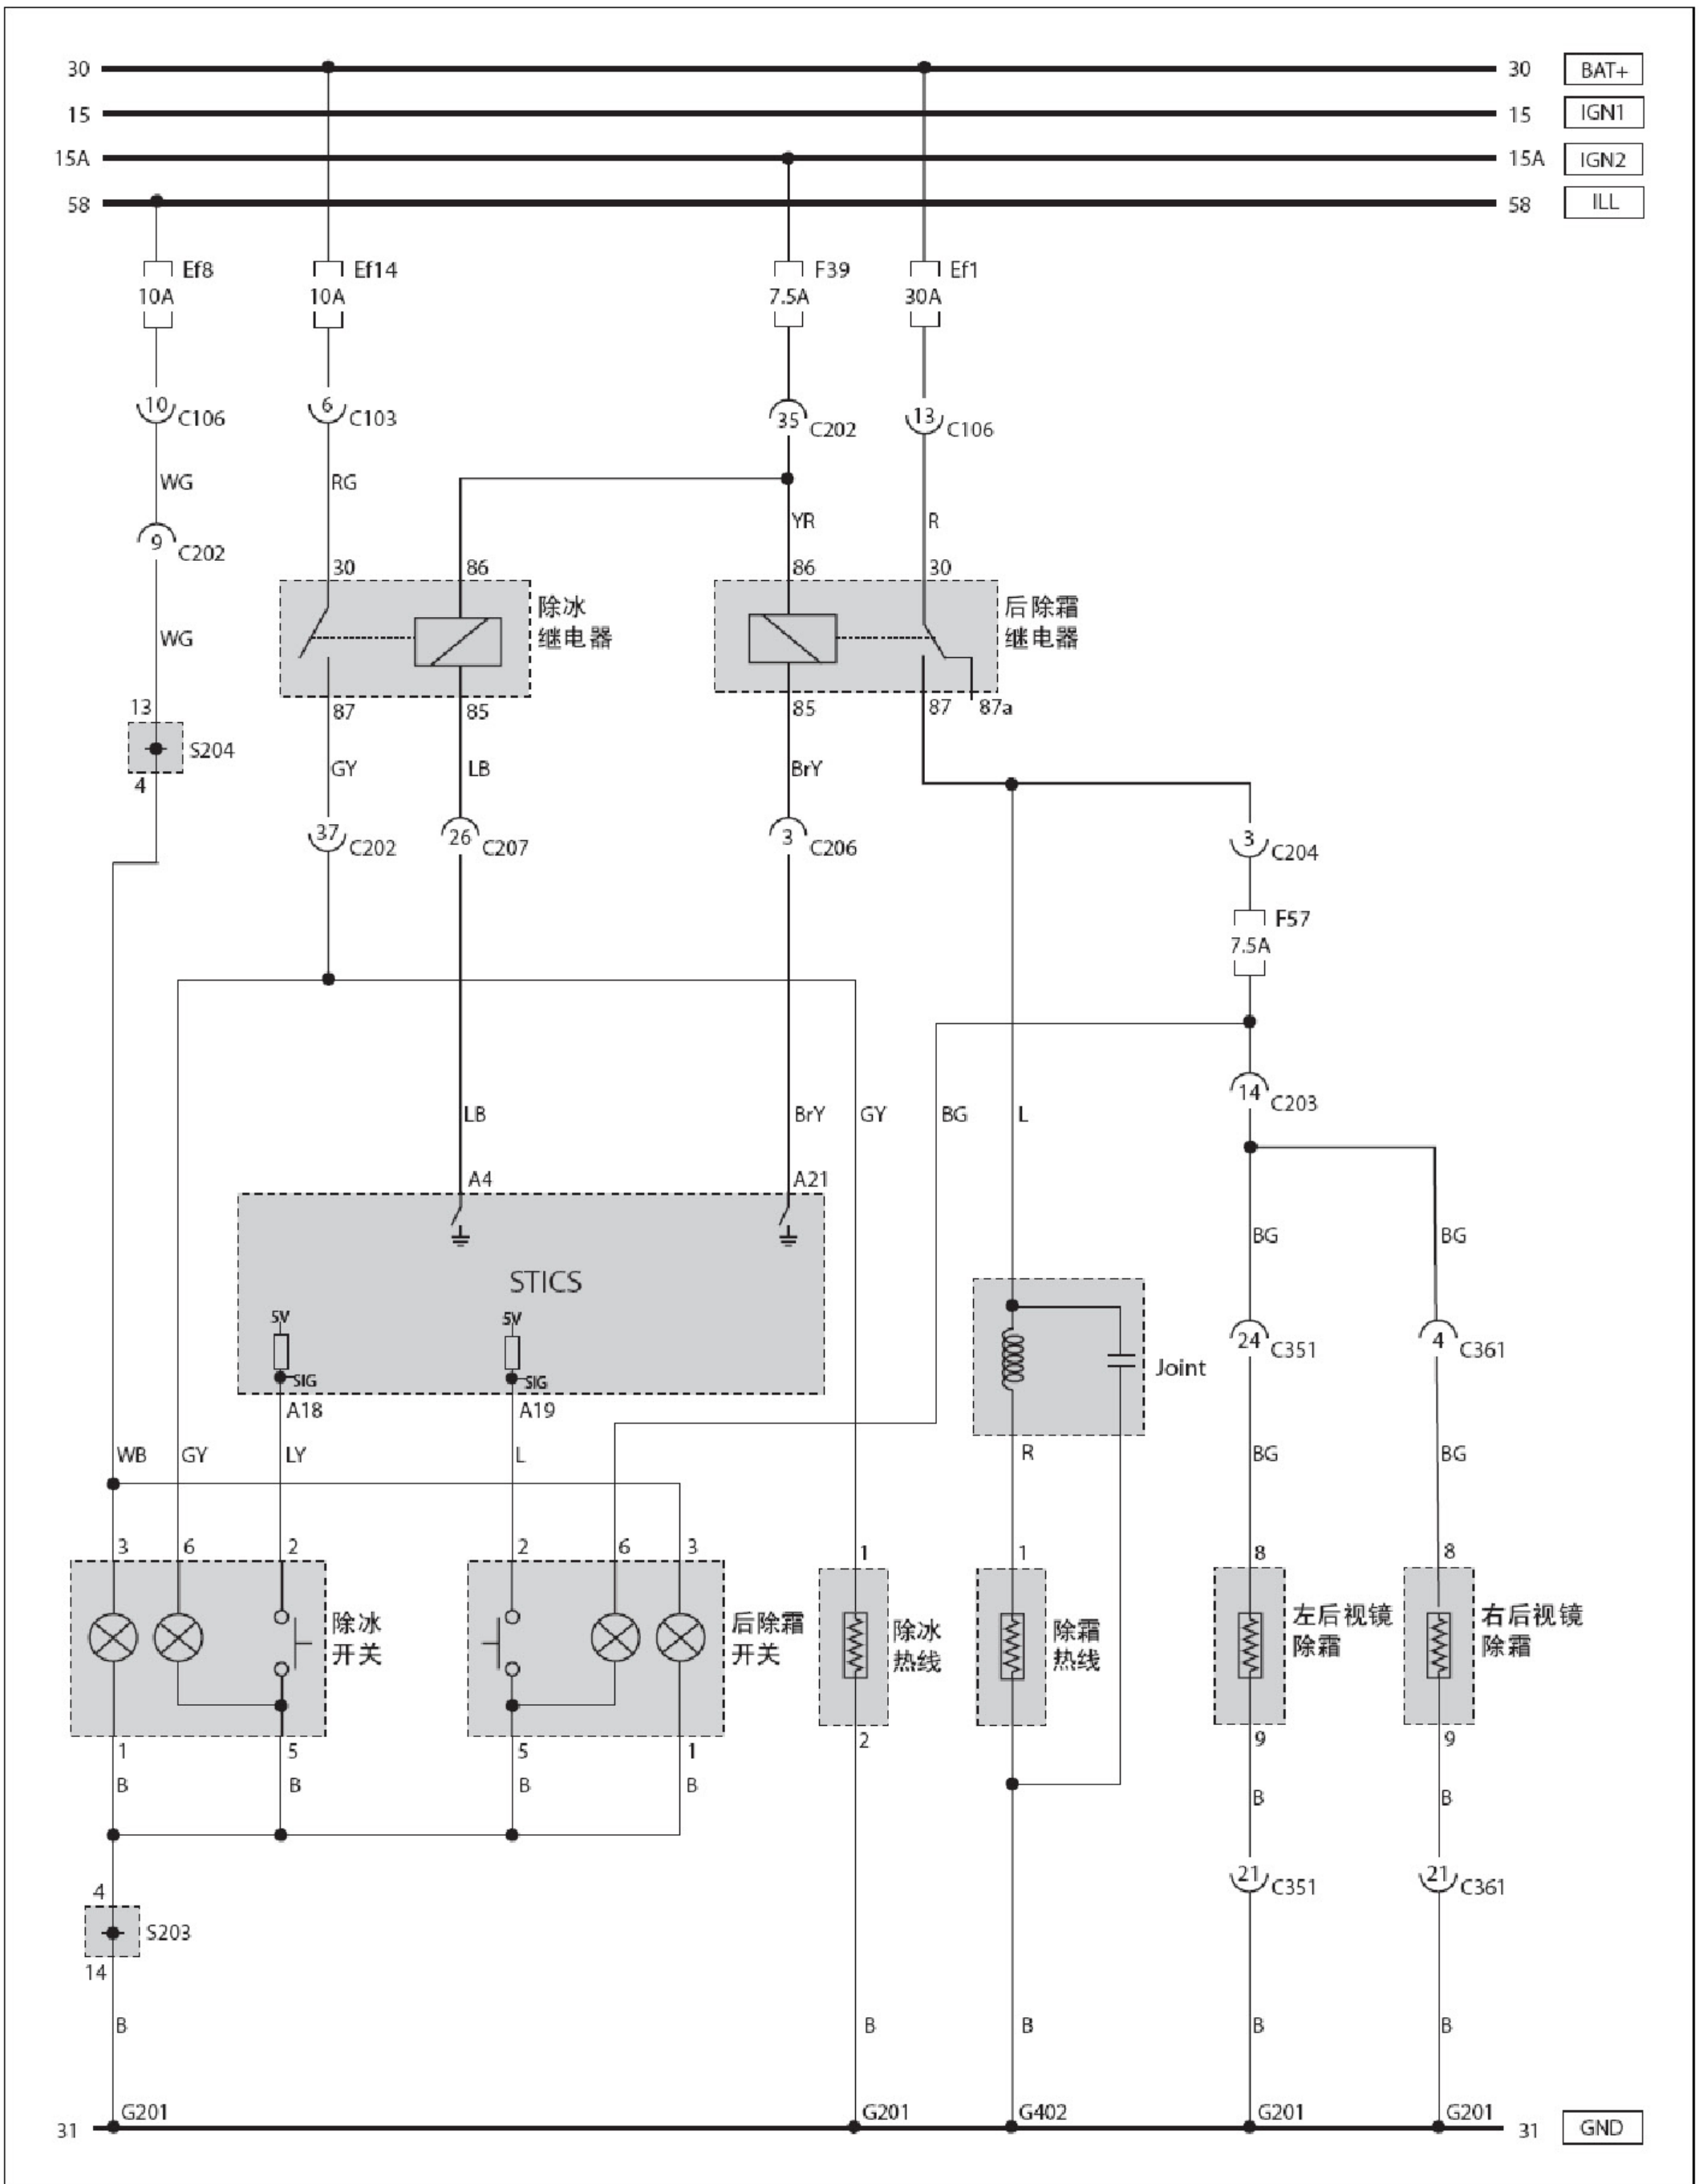 30
30
BAT+
15
15
IGN1
15A
15A
IGN2
58
58
ILL
Ef8
10A
Ef14
10A
F39
7.5A
Ef1
30A
10
C106
6
C103
35
C202
13
C106
WG
RG
YR
R
9
C202
30
86
86
30
除冰
继电器
后除霜
继电器
WG
87
85
85
87
87a
13
S204
4
GY
LB
BrY
37
C202
26
C207
3
C206
3
C204
F57
7.5A
14
C203
LB
BrY
GY
BG
L
A4
A21
BG
BG
STICS
5V
5V
SIG
SIG
A18
A19
Joint
24
C351
4
C361
WB
GY
LY
L
R
BG
BG
3
6
2
2
6
3
1
1
8
8
除冰
开关
后除霜
开关
除冰
热线
除霜
热线
左后视镜
除霜
右后视镜
除霜
1
5
5
1
2
9
9
B
B
B
B
B
B
21
C351
21
C361
4
S203
14
B
B
B
B
B
G201
G201
G402
G201
G201
31
31
GND